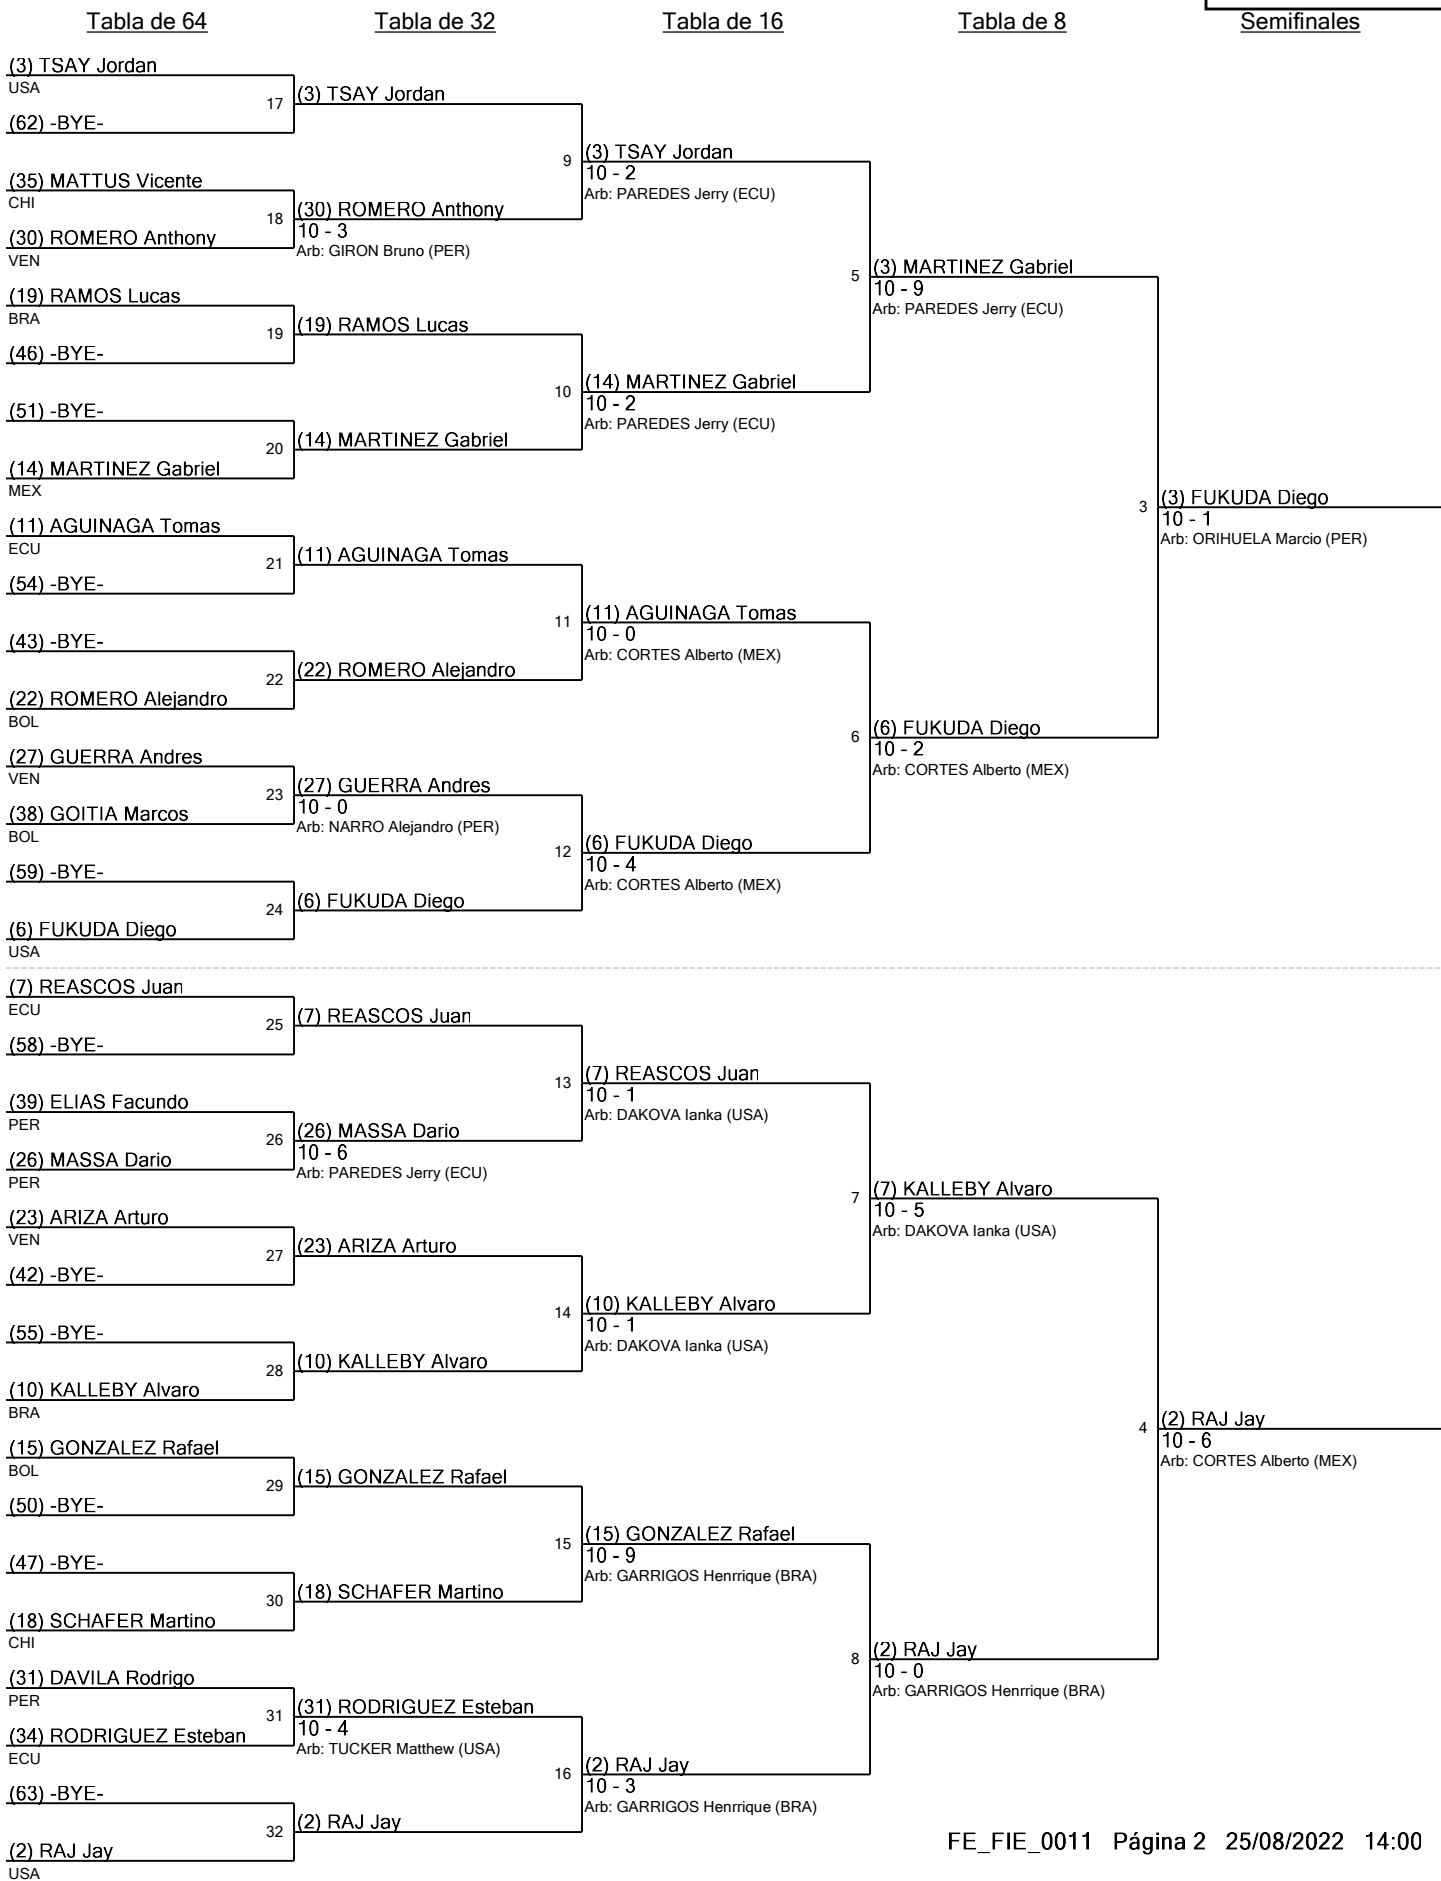 Tabla de 64 Tabla de 32 Tabla de 16 Tabla de 8 Semifinales
(3) TSAY Jordan
USA
17 (3) TSAY Jordan
(62) -BYE-
9 (3) TSAY Jordan
10 - 2
Arb: PAREDES Jerry (ECU)
(35) MATTUS Vicente
CHI
18 (30) ROMERO Anthony
10 - 3
Arb: GIRON Bruno (PER)
(30) ROMERO Anthony
VEN
5 (3) MARTINEZ Gabriel
10 - 9
Arb: PAREDES Jerry (ECU)
(19) RAMOS Lucas
BRA
19 (19) RAMOS Lucas
(46) -BYE-
10 (14) MARTINEZ Gabriel
10 - 2
Arb: PAREDES Jerry (ECU)
(51) -BYE-
20 (14) MARTINEZ Gabriel
(14) MARTINEZ Gabriel
MEX
3 (3) FUKUDA Diego
10 - 1
Arb: ORIHUELA Marcio (PER)
(11) AGUINAGA Tomas
ECU
21 (11) AGUINAGA Tomas
(54) -BYE-
11 (11) AGUINAGA Tomas
10 - 0
Arb: CORTES Alberto (MEX)
(43) -BYE-
22 (22) ROMERO Alejandro
(22) ROMERO Alejandro
BOL
6 (6) FUKUDA Diego
10 - 2
Arb: CORTES Alberto (MEX)
(27) GUERRA Andres
VEN
23 (27) GUERRA Andres
10 - 0
Arb: NARRO Alejandro (PER)
(38) GOITIA Marcos
BOL
12 (6) FUKUDA Diego
10 - 4
Arb: CORTES Alberto (MEX)
(59) -BYE-
24 (6) FUKUDA Diego
(6) FUKUDA Diego
USA
(7) REASCOS Juan
ECU
25 (7) REASCOS Juan
(58) -BYE-
13 (7) REASCOS Juan
10 - 1
Arb: DAKOVA Ianka (USA)
(39) ELIAS Facundo
PER
26 (26) MASSA Dario
10 - 6
Arb: PAREDES Jerry (ECU)
(26) MASSA Dario
PER
7 (7) KALLEBY Alvaro
10 - 5
Arb: DAKOVA Ianka (USA)
(23) ARIZA Arturo
VEN
27 (23) ARIZA Arturo
(42) -BYE-
14 (10) KALLEBY Alvaro
10 - 1
Arb: DAKOVA Ianka (USA)
(55) -BYE-
28 (10) KALLEBY Alvaro
(10) KALLEBY Alvaro
BRA
4 (2) RAJ Jay
10 - 6
Arb: CORTES Alberto (MEX)
(15) GONZALEZ Rafael
BOL
29 (15) GONZALEZ Rafael
(50) -BYE-
15 (15) GONZALEZ Rafael
10 - 9
Arb: GARRIGOS Henrrique (BRA)
(47) -BYE-
30 (18) SCHAFER Martino
(18) SCHAFER Martino
CHI
8 (2) RAJ Jay
10 - 0
Arb: GARRIGOS Henrrique (BRA)
(31) DAVILA Rodrigo
PER
31 (31) RODRIGUEZ Esteban
10 - 4
Arb: TUCKER Matthew (USA)
(34) RODRIGUEZ Esteban
ECU
16 (2) RAJ Jay
10 - 3
Arb: GARRIGOS Henrrique (BRA)
(63) -BYE-
32 (2) RAJ Jay
(2) RAJ Jay
USA
FE_FIE_0011 Página 2 25/08/2022 14:00